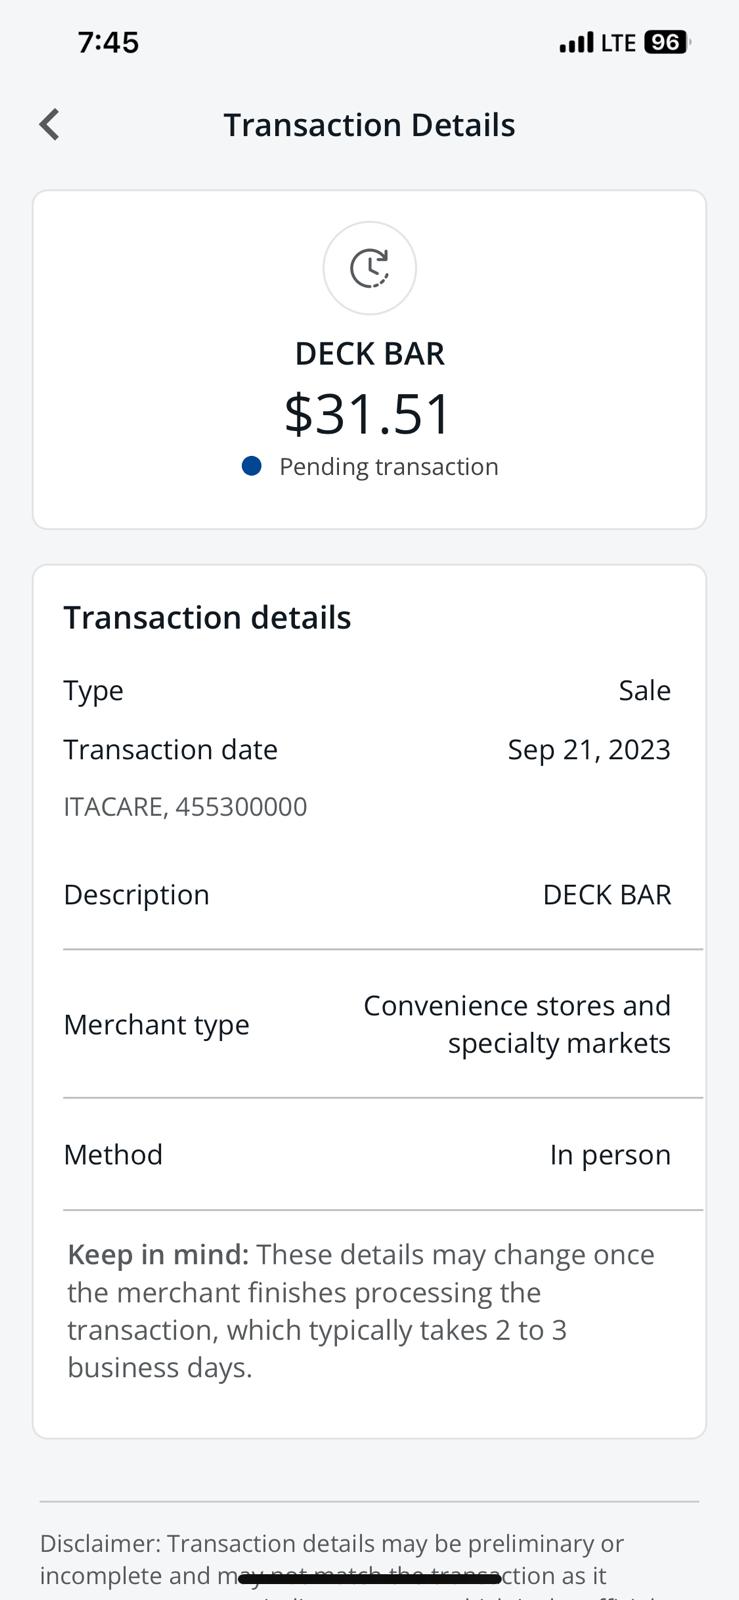 7:45
LTE 96
Transaction Details
DECK BAR
$31.51
Pending transaction
Transaction details
Type Sale
Transaction date Sep 21, 2023
ITACARE, 455300000
Description DECK BAR
Merchant type Convenience stores and
specialty markets
Method In person
Keep in mind: These details may change once
the merchant finishes processing the
transaction, which typically takes 2 to 3
business days.
Disclaimer: Transaction details may be preliminary or
incomplete and may not match the transaction as it